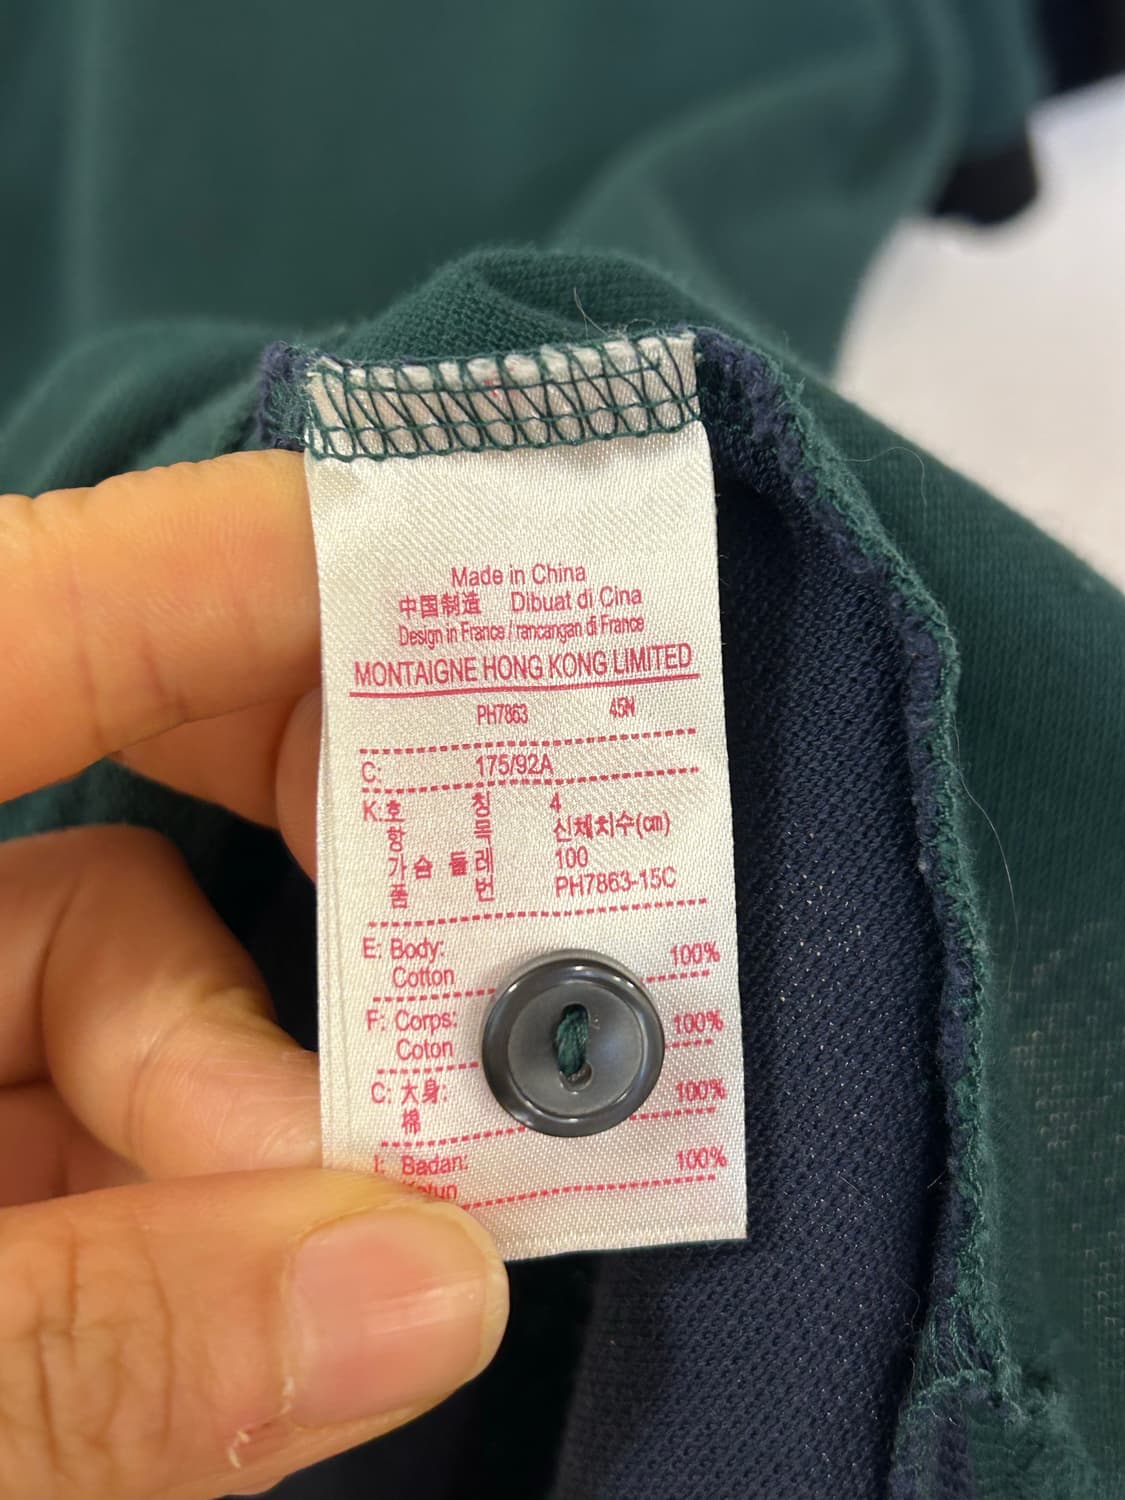 Made in China
中国制造 Dibuat di Cina
Design in France / rancangan di France
MONTAIGNE HONG KONG LIMITED
PH7863 45N
C: 175/92A
K: 호 칭 4
항 목 신체치수(cm)
가슴둘레 100
품 번 PH7863-15C
E: Body: 100%
Cotton
F: Corps: 100%
Coton
C: 大身: 100%
棉
I: Badan: 100%